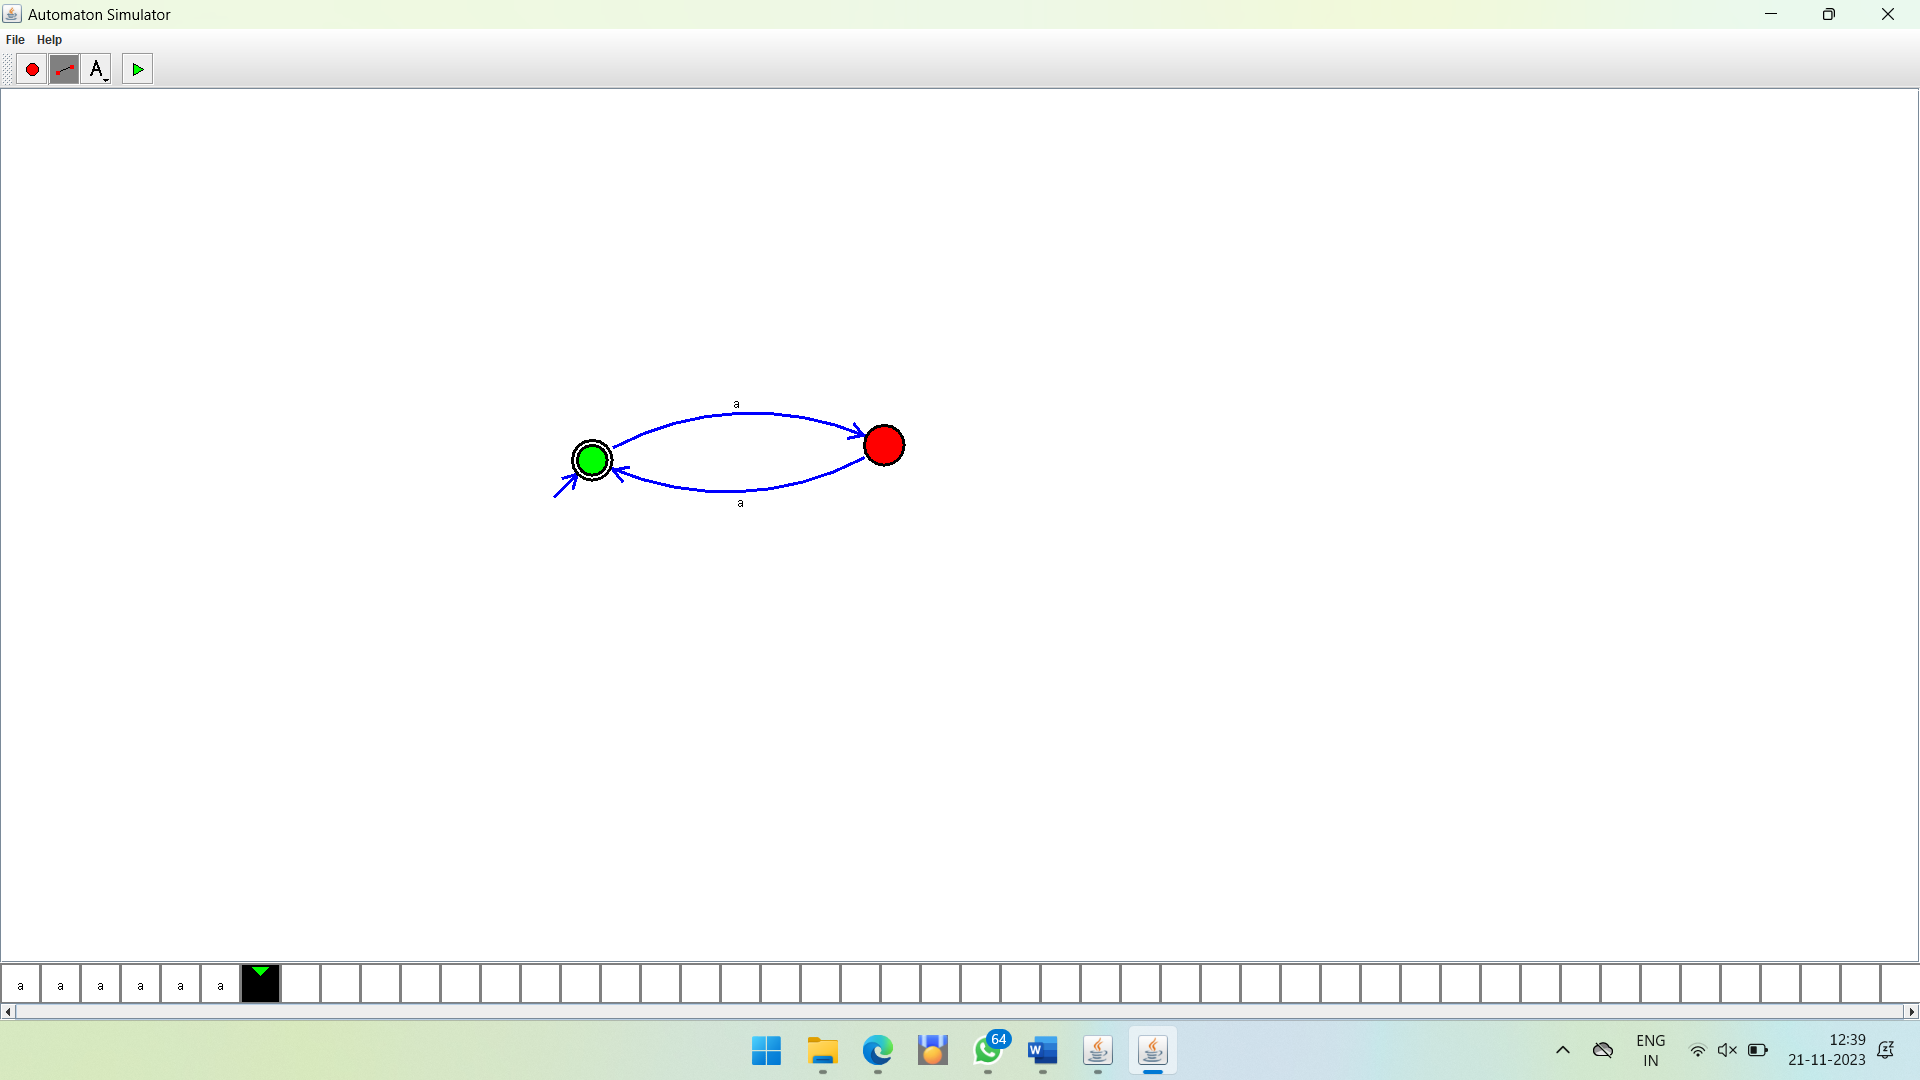 Automaton Simulator
File Help
A
a
a
a a a a a a
64
W
ENG
IN
12:39
21-11-2023